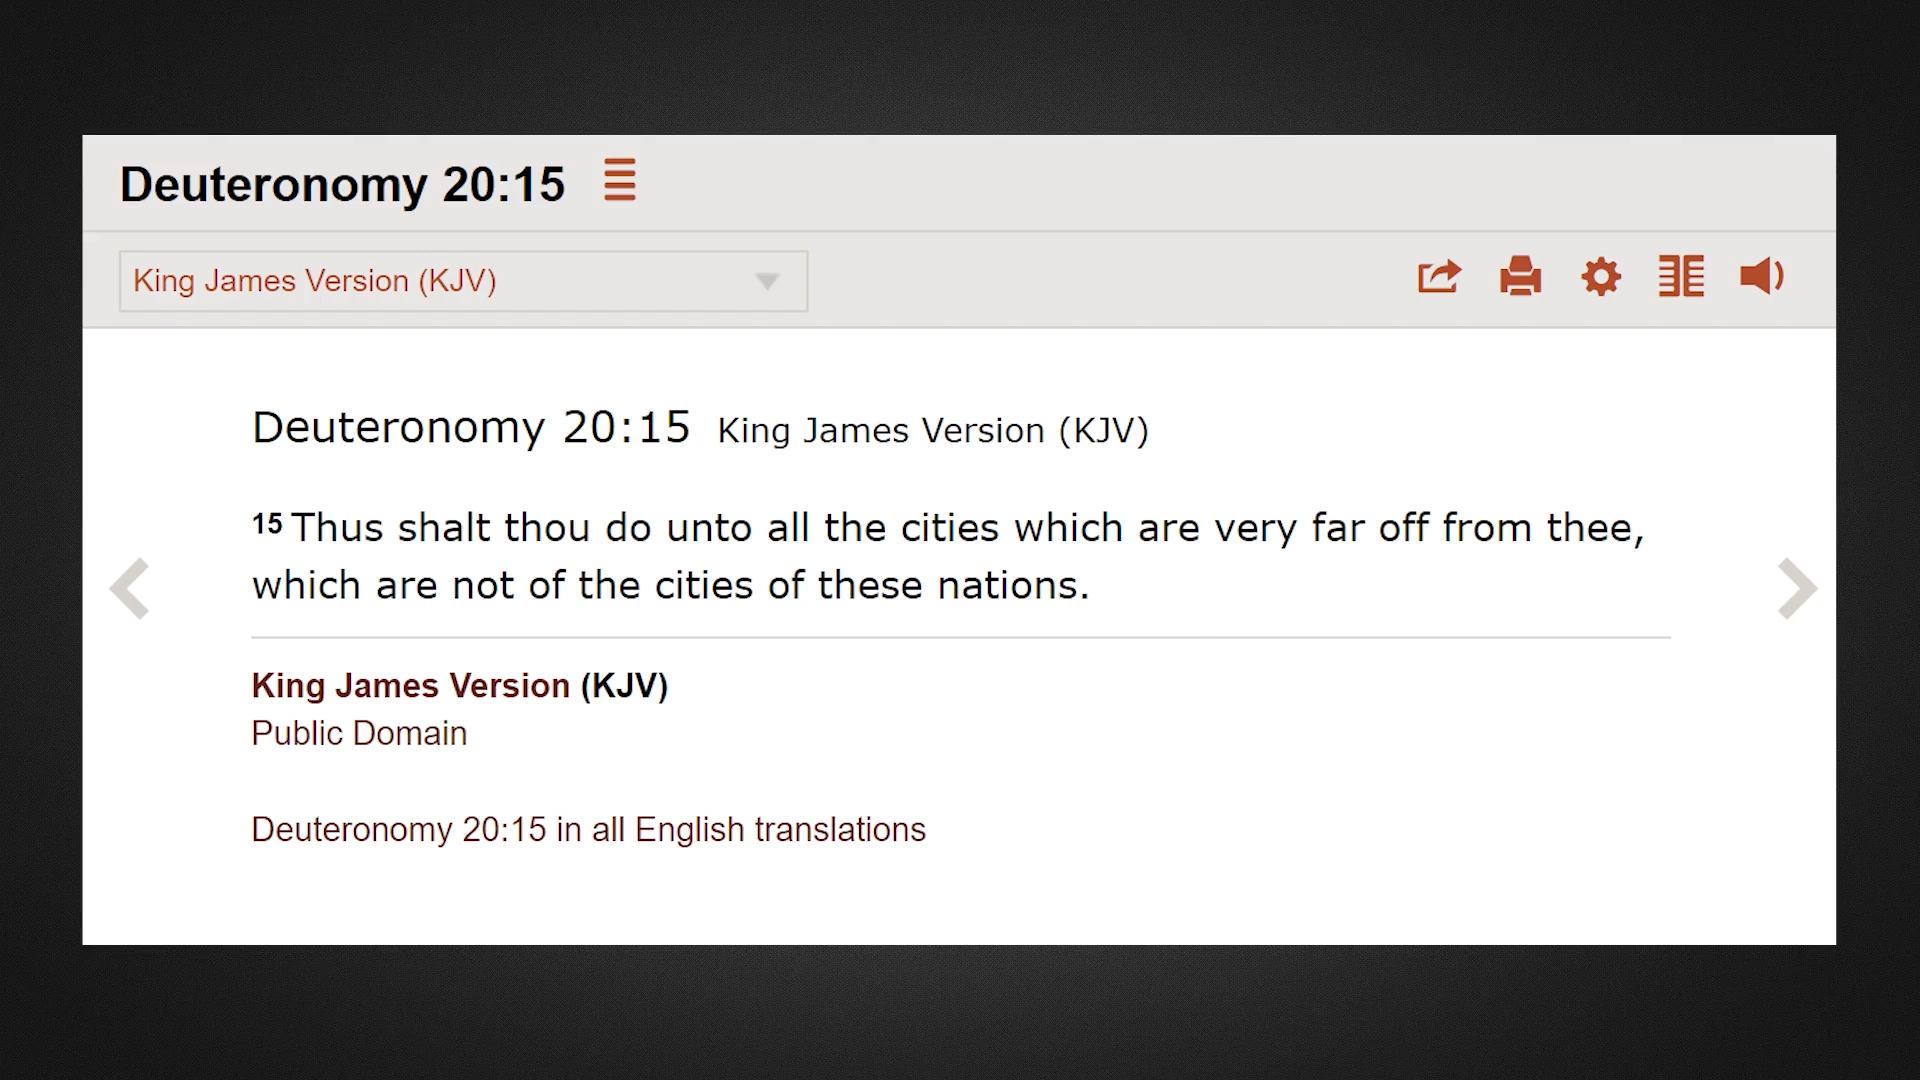 Deuteronomy 20:15
King James Version (KJV)
Deuteronomy 20:15 King James Version (KJV)
15 Thus shalt thou do unto all the cities which are very far off from thee,
which are not of the cities of these nations.
King James Version (KJV)
Public Domain
Deuteronomy 20:15 in all English translations